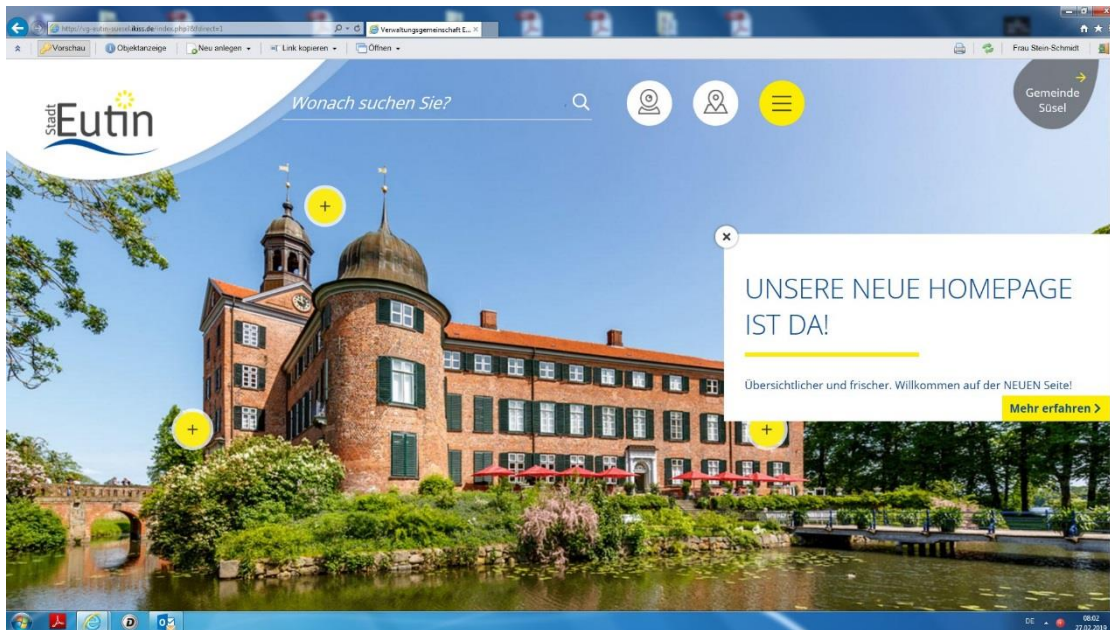 Verwaltungsgemeinschaft E...
Vorschau
Objektanzeige
Neu anlegen
Link kopieren
Öffnen
Frau Stein-Schmidt
Stadt
Eutin
Wonach suchen Sie?
Gemeinde
Süsel
UNSERE NEUE HOMEPAGE
IST DA!
Übersichtlicher und frischer. Willkommen auf der NEUEN Seite!
Mehr erfahren
DE
08:02
27.02.2019